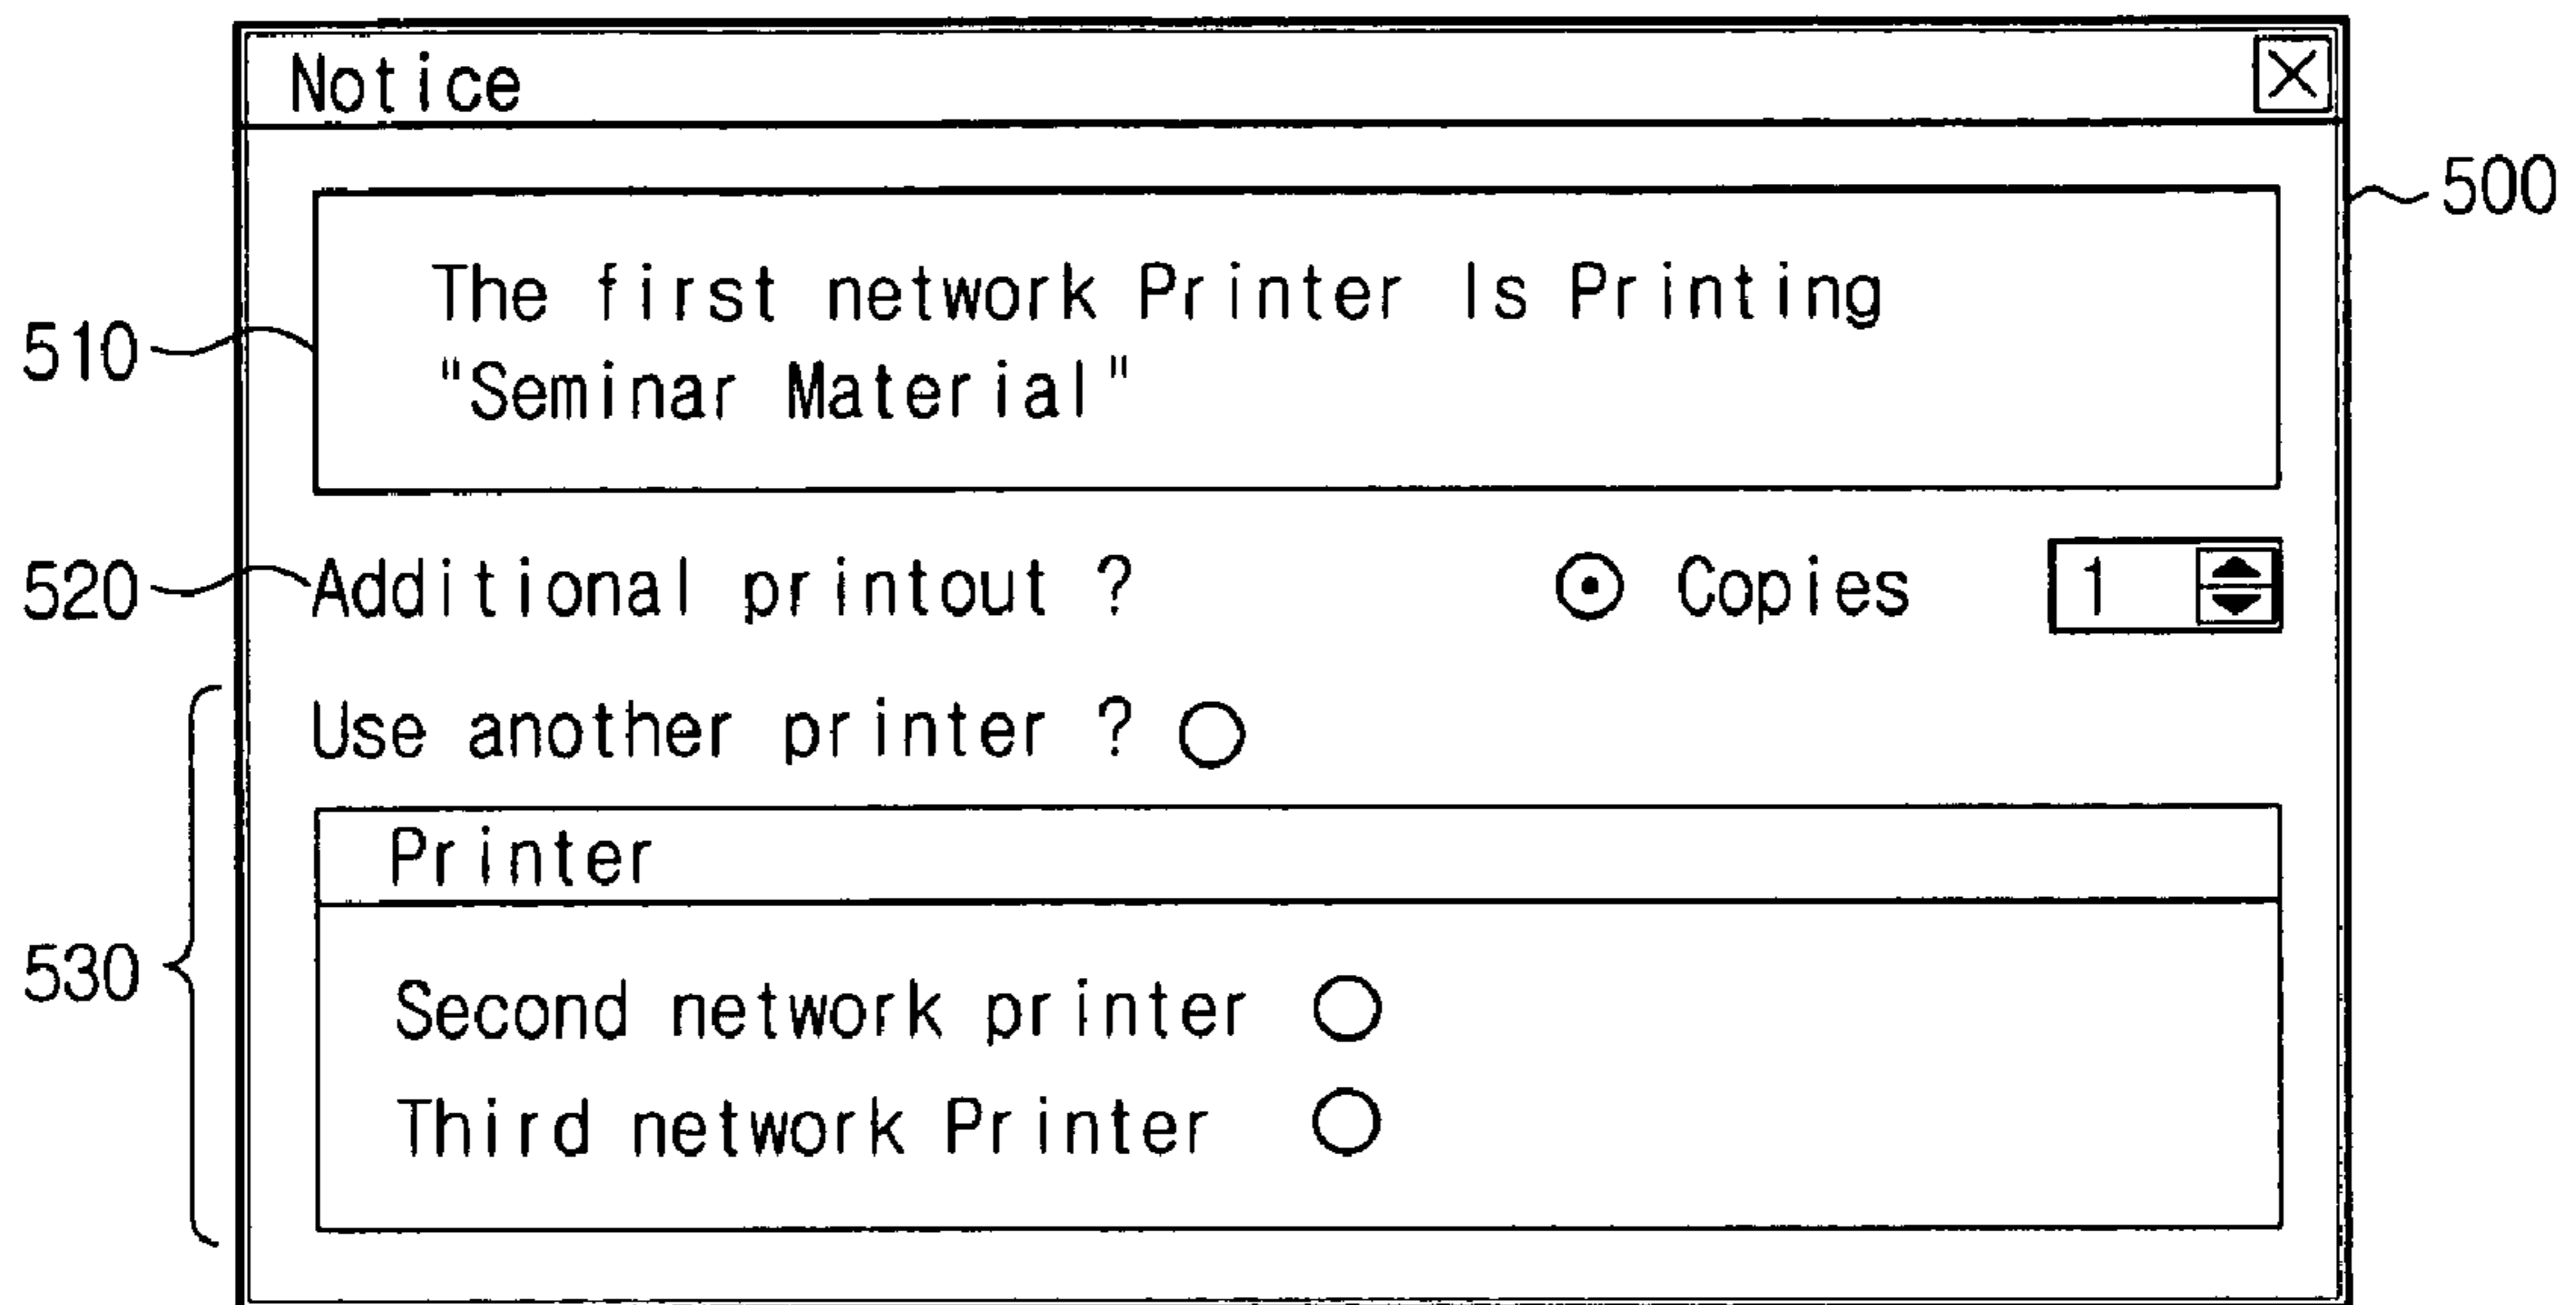 Notice
500
The first network Printer Is Printing
"Seminar Material"
510
Additional printout ? Copies 1
520
Use another printer ?
Printer
530
Second network printer
Third network Printer